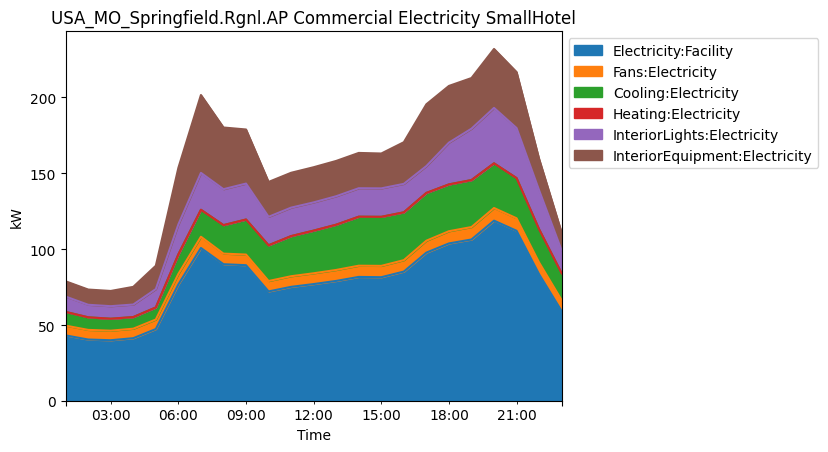 USA_MO_Springfield.Rgnl.AP Commercial Electricity SmallHotel
Electricity:Facility
Fans:Electricity
Cooling:Electricity
Heating:Electricity
InteriorLights:Electricity
InteriorEquipment:Electricity
kW
200
150
100
50
0
03:00 06:00 09:00 12:00 15:00 18:00 21:00
Time